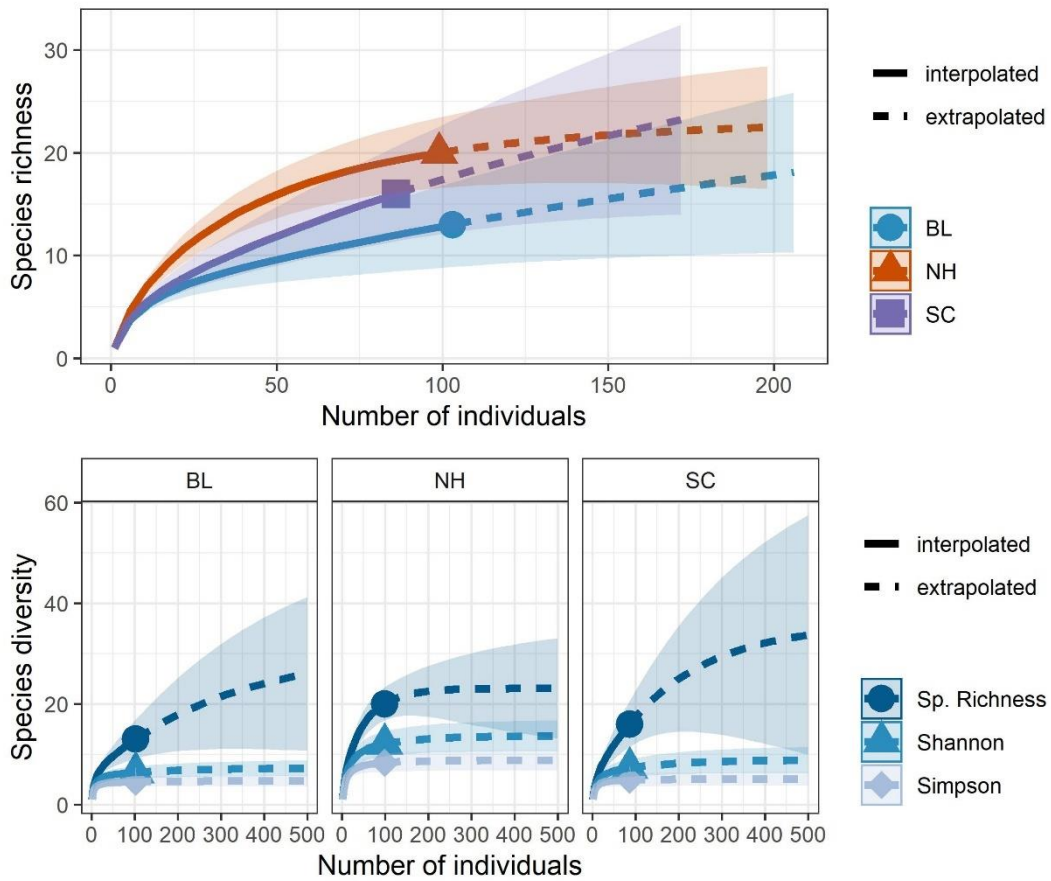 Species richness
30
20
10
0
0 50 100 150 200
Number of individuals
interpolated
extrapolated
BL
NH
SC
BL NH SC
Species diversity
60
40
20
0
0 100 200 300 400 500 0 100 200 300 400 500 0 100 200 300 400 500
Number of individuals
interpolated
extrapolated
Sp. Richness
Shannon
Simpson